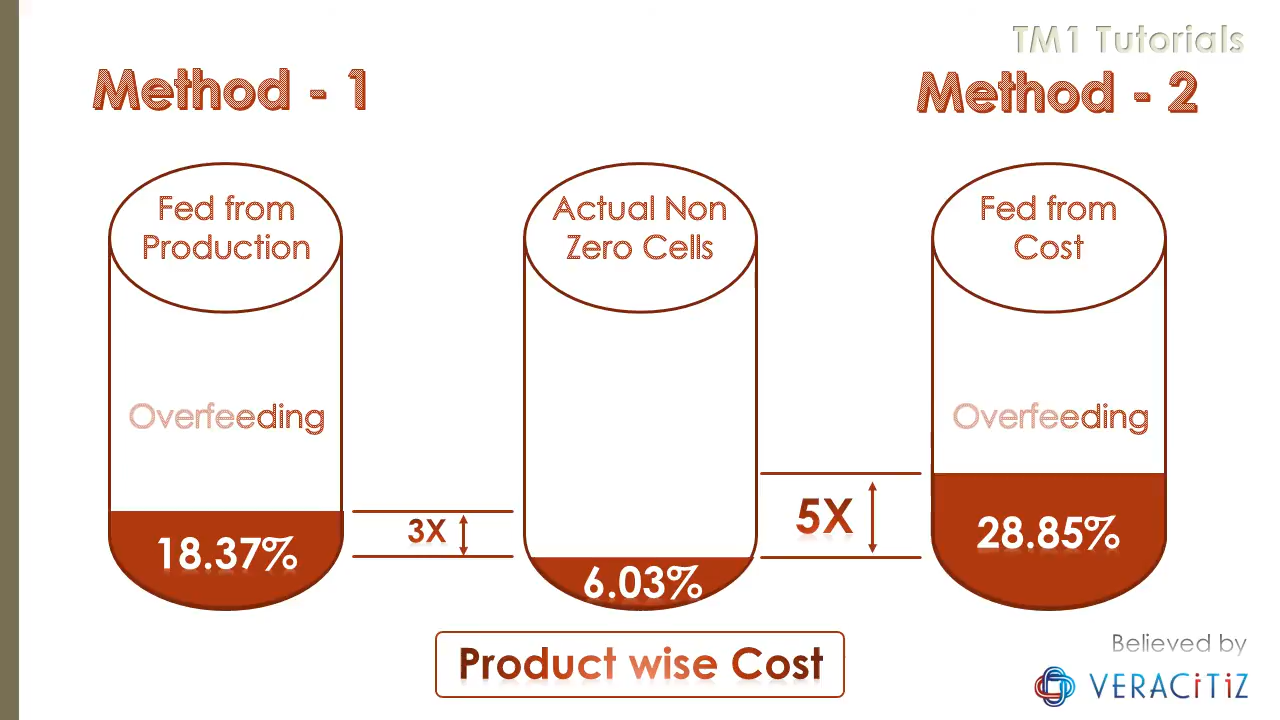 TM1 Tutorials
Method - 1
Method - 2
Fed from
Production
Actual Non
Zero Cells
Fed from
Cost
Overfeeding
Overfeeding
18.37%
3X
6.03%
5X
28.85%
Product wise Cost
Believed by
VERACiTiZ